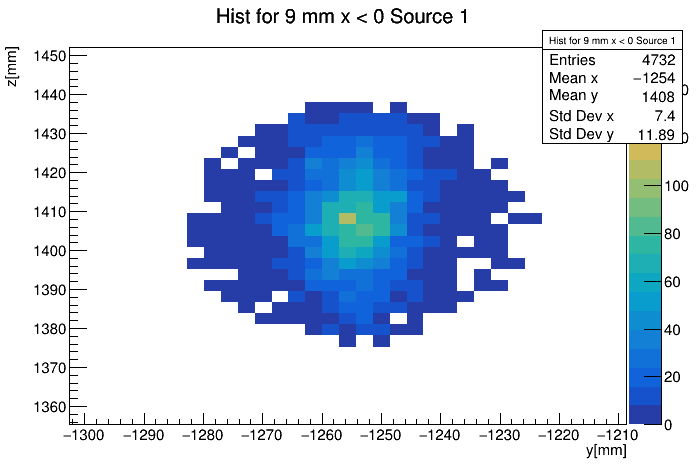 Hist for 9 mm x < 0 Source 1
Hist for 9 mm x < 0 Source 1
Entries 4732
Mean x −1254
Mean y 1408
Std Dev x 7.4
Std Dev y 11.89
z[mm]
1450
1440
1430
1420
1410
1400
1390
1380
1370
1360
−1300 −1290 −1280 −1270 −1260 −1250 −1240 −1230 −1220 −1210
y[mm]
100
80
60
40
20
0